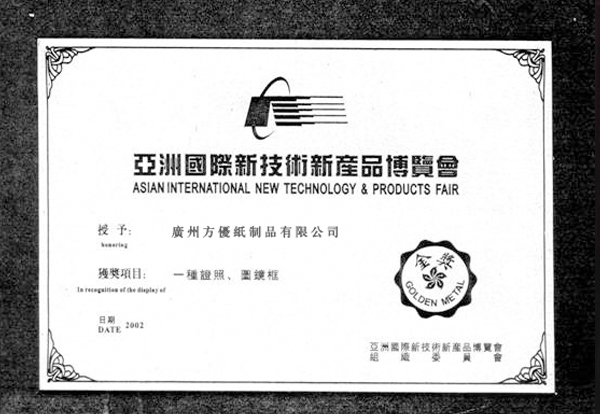 亞洲國際新技術新產品博覽會
ASIAN INTERNATIONAL NEW TECHNOLOGY & PRODUCTS FAIR
授 予: 廣州方優紙制品有限公司
honoring
獲獎項目: 一種證照、圖鏡框
In recognition of the display of
金獎
GOLDEN METAL
日期
DATE 2002
亞洲國際新技術新產品博覽會
組織委員會